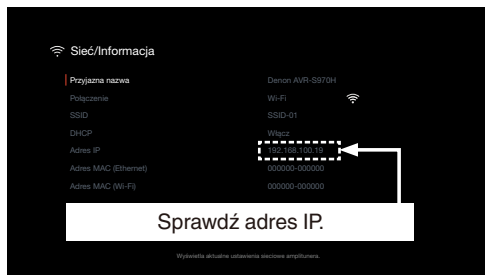 Sieć/Informacja
Przyjazna nazwa Denon AVR-S970H
Połączenie Wi-Fi
SSID SSID-01
DHCP Włącz
Adres IP 192.168.100.19
Adres MAC (Ethernet) 000000-000000
Adres MAC (Wi-Fi) 000000-000000
Sprawdź adres IP.
Wyświetla aktualne ustawienia sieciowe amplitunera.